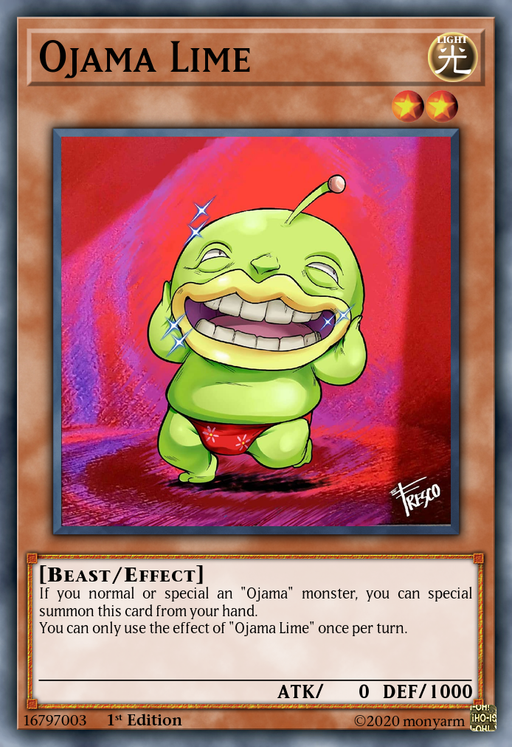 Ojama Lime
LIGHT
光
FRESCO
[Beast/Effect]
If you normal or special an "Ojama" monster, you can special
summon this card from your hand.
You can only use the effect of "Ojama Lime" once per turn.
ATK/ 0 DEF/1000
16797003 1st Edition ©2020 monyarm